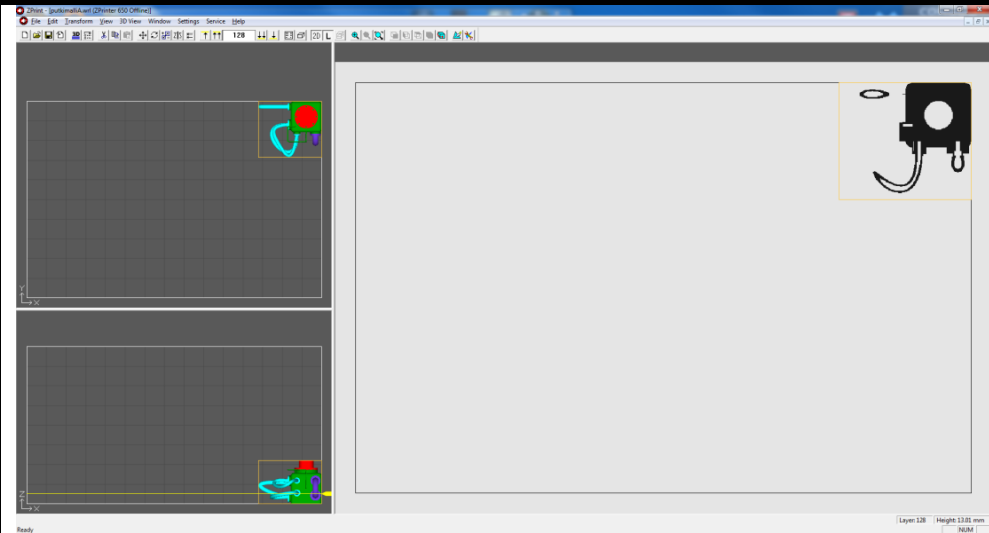 ZPrint - [putkimalliA.wrl (ZPrinter 650 Offline)]
File Edit Transform View 3D View Window Settings Service Help
128 2D L
Y
X
Z
X
Layer: 128 Height: 13.01 mm
Ready NUM